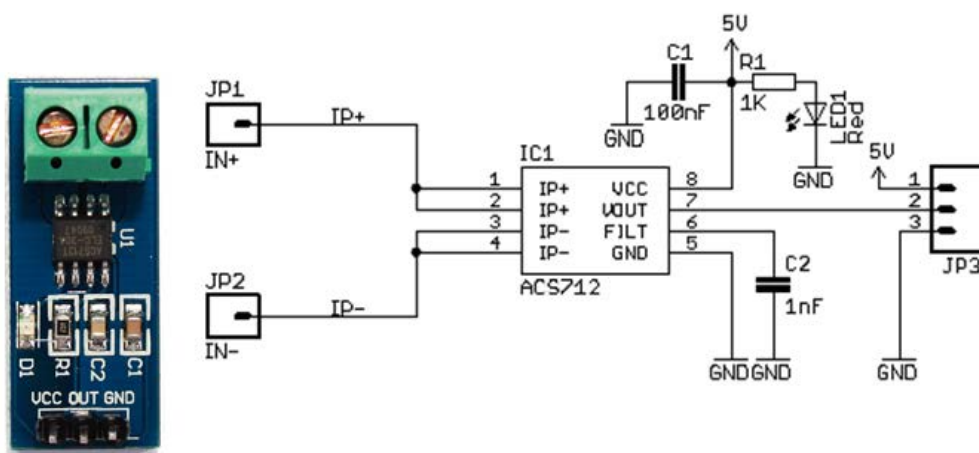 U1
D1
R1
C2
C1
VCC OUT GND
JP1
IN+
IP+
JP2
IN-
IP-
IC1
1 IP+ VCC 8
2 IP+ VOUT 7
3 IP- FILT 6
4 IP- GND 5
ACS712
5V
C1
100nF
GND
R1
1K
LED1
Red
GND
C2
1nF
GND GND
5V
1
2
3
JP3
GND